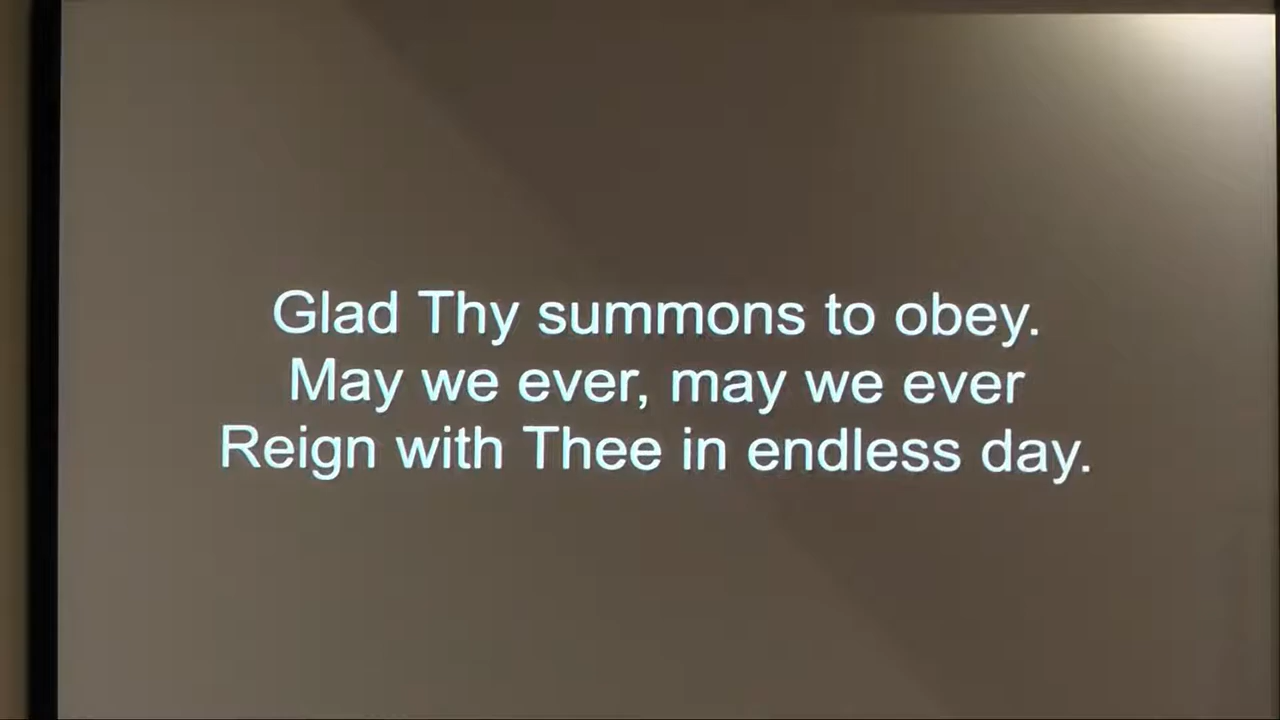 Glad Thy summons to obey.
May we ever, may we ever
Reign with Thee in endless day.